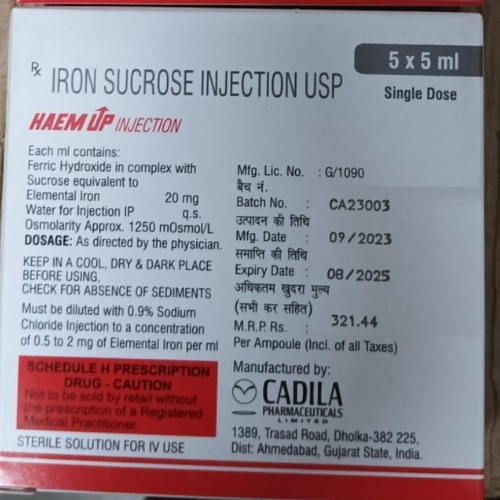 Rx IRON SUCROSE INJECTION USP
5 x 5 ml
Single Dose
HAEM UP INJECTION
Each ml contains:
Ferric Hydroxide in complex with
Sucrose equivalent to
Elemental Iron 20 mg
Water for Injection IP q.s.
Osmolarity Approx. 1250 mOsmol/L
DOSAGE: As directed by the physician.
KEEP IN A COOL, DRY & DARK PLACE
BEFORE USING,
CHECK FOR ABSENCE OF SEDIMENTS
Must be diluted with 0.9% Sodium
Chloride Injection to a concentration
of 0.5 to 2 mg of Elemental Iron per ml
SCHEDULE H PRESCRIPTION
DRUG - CAUTION
Not to be sold by retail without
the prescription of a Registered
Medical Practitioner.
STERILE SOLUTION FOR IV USE
Mfg. Lic. No. : G/1090
बैच नं.
Batch No. : CA23003
उत्पादन की तिथि
Mfg. Date : 09/2023
समाप्ति की तिथि
Expiry Date : 08/2025
अधिकतम खुदरा मूल्य
(सभी कर सहित)
M.R.P. Rs. : 321.44
Per Ampoule (Incl. of all Taxes)
Manufactured by:
CADILA
PHARMACEUTICALS
LIMITED
1389, Trasad Road, Dholka-382 225,
Dist: Ahmedabad, Gujarat State, India.